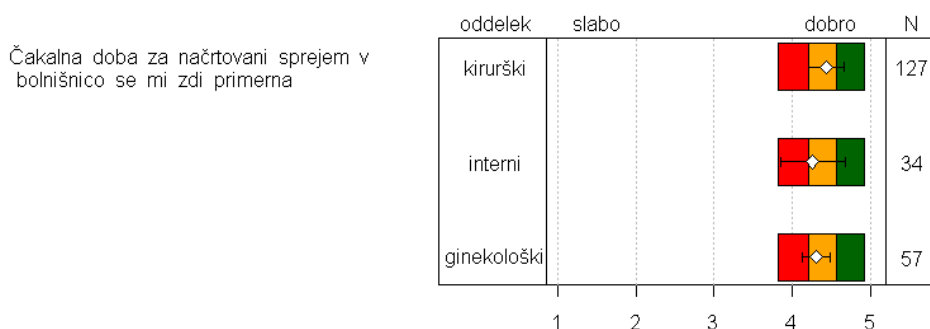 oddelek slabo dobro N
Čakalna doba za načrtovani sprejem v
bolnišnico se mi zdi primerna
kirurški 127
interni 34
ginekološki 57
1 2 3 4 5